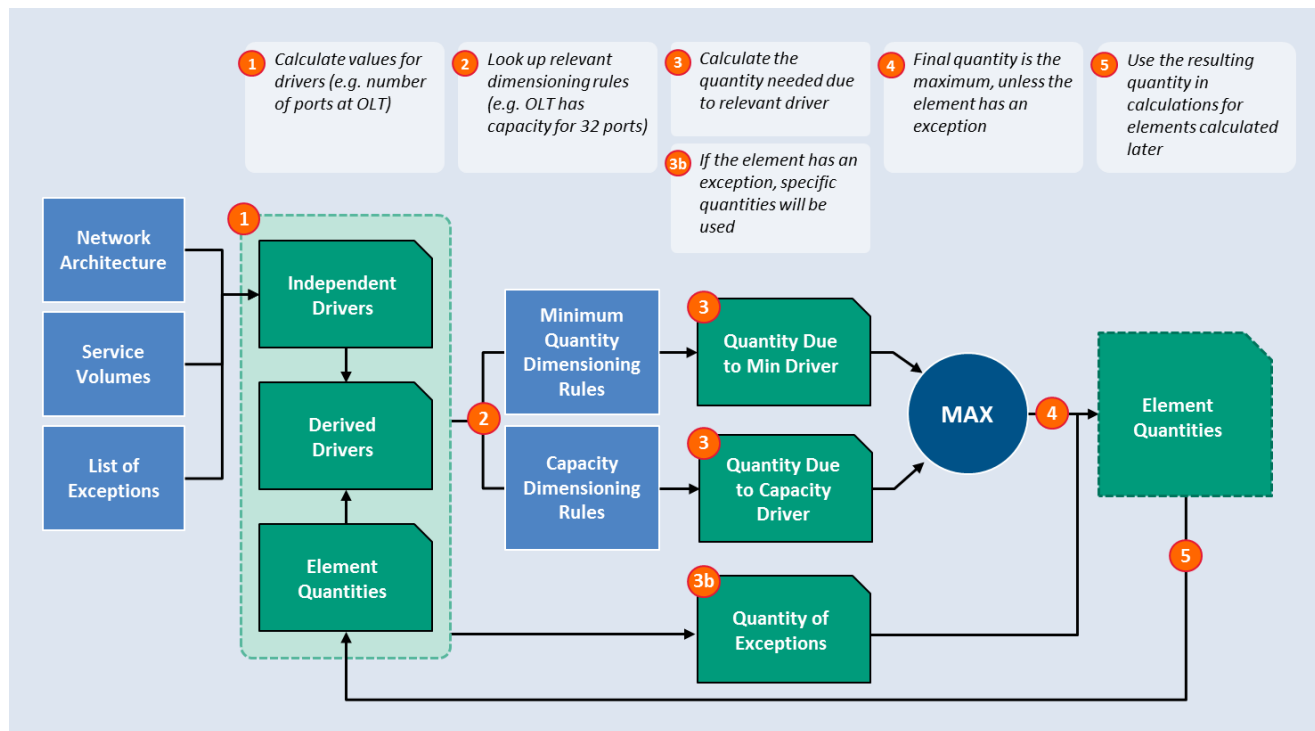 1
Calculate values for
drivers (e.g. number
of ports at OLT)
2
Look up relevant
dimensioning rules
(e.g. OLT has
capacity for 32 ports)
3
Calculate the
quantity needed due
to relevant driver
3b
If the element has an
exception, specific
quantities will be
used
4
Final quantity is the
maximum, unless the
element has an
exception
5
Use the resulting
quantity in
calculations for
elements calculated
later
Network
Architecture
Service
Volumes
List of
Exceptions
1
Independent
Drivers
Derived
Drivers
Element
Quantities
2
Minimum
Quantity
Dimensioning
Rules
Capacity
Dimensioning
Rules
3
Quantity Due
to Min Driver
3
Quantity Due
to Capacity
Driver
3b
Quantity of
Exceptions
MAX
4
Element
Quantities
5